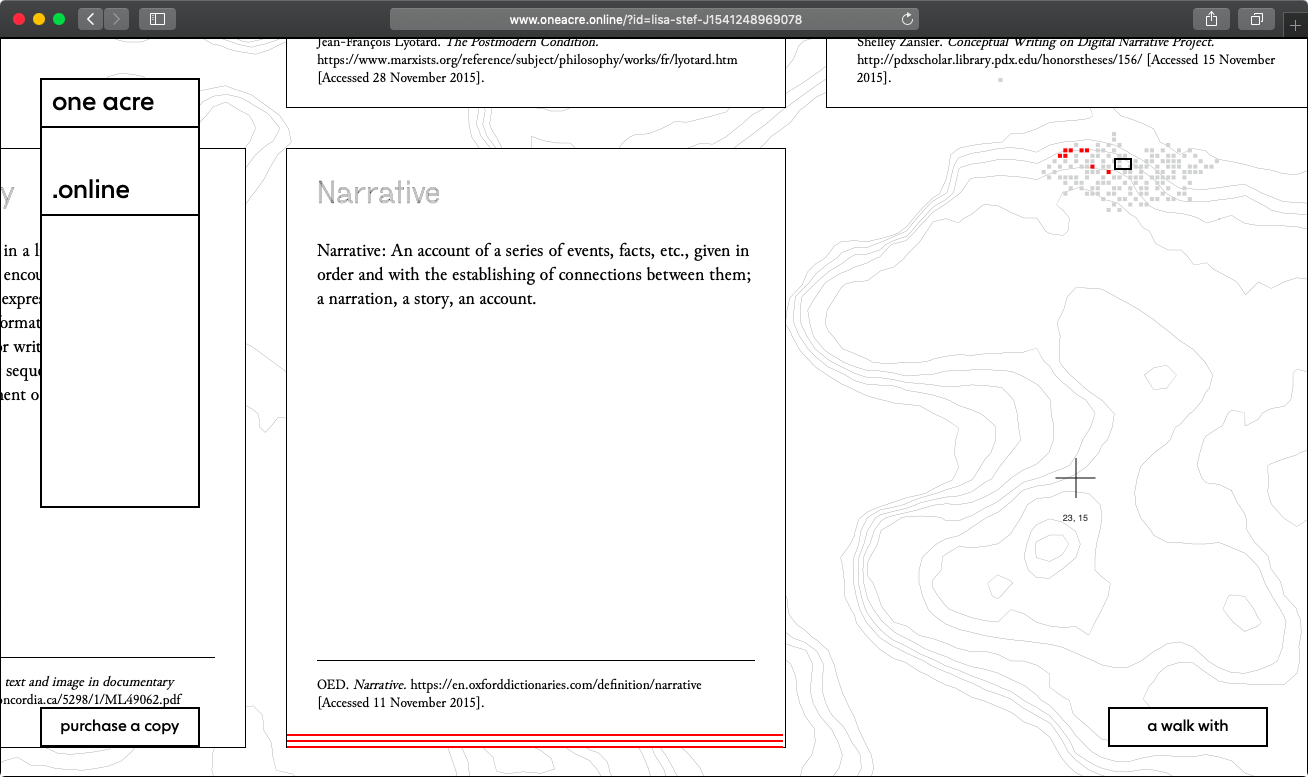 www.oneacre.online/?id=lisa-stef-J1541248969078
Jean-François Lyotard. The Postmodern Condition.
https://www.marxists.org/reference/subject/philosophy/works/fr/lyotard.htm
[Accessed 28 November 2015].
Shelley Zansler. Conceptual Writing on Digital Narrative Project.
http://pdxscholar.library.pdx.edu/honorstheses/156/ [Accessed 15 November
2015].
one acre
.online
y
in a l
encou
expre
format
or writ
seque
ment o
text and image in documentary
oncordia.ca/5298/1/ML49062.pdf
purchase a copy
Narrative
Narrative: An account of a series of events, facts, etc., given in
order and with the establishing of connections between them;
a narration, a story, an account.
OED. Narrative. https://en.oxforddictionaries.com/definition/narrative
[Accessed 11 November 2015].
23, 15
a walk with